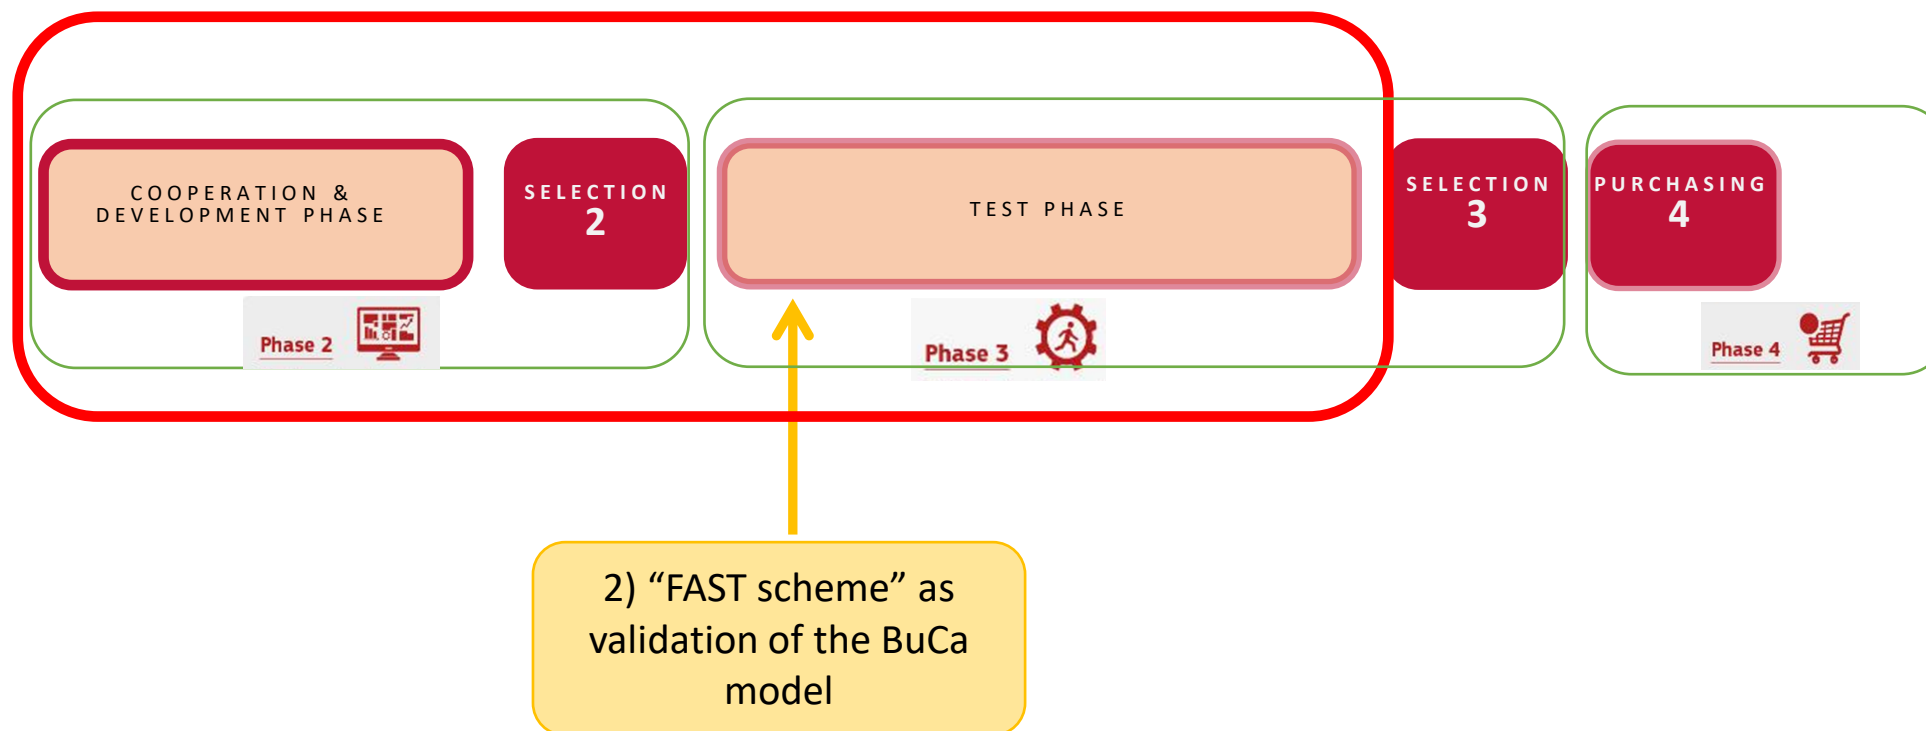 COOPERATION &
DEVELOPMENT PHASE
SELECTION
2
TEST PHASE
SELECTION
3
PURCHASING
4
Phase 2
Phase 3
Phase 4
2) “FAST scheme” as
validation of the BuCa
model